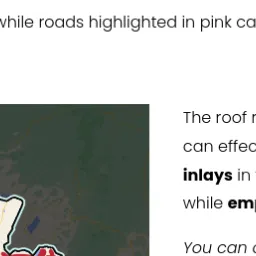 while roads highlighted in pink ca
The roof r
can effec
inlays in
while emp
You can